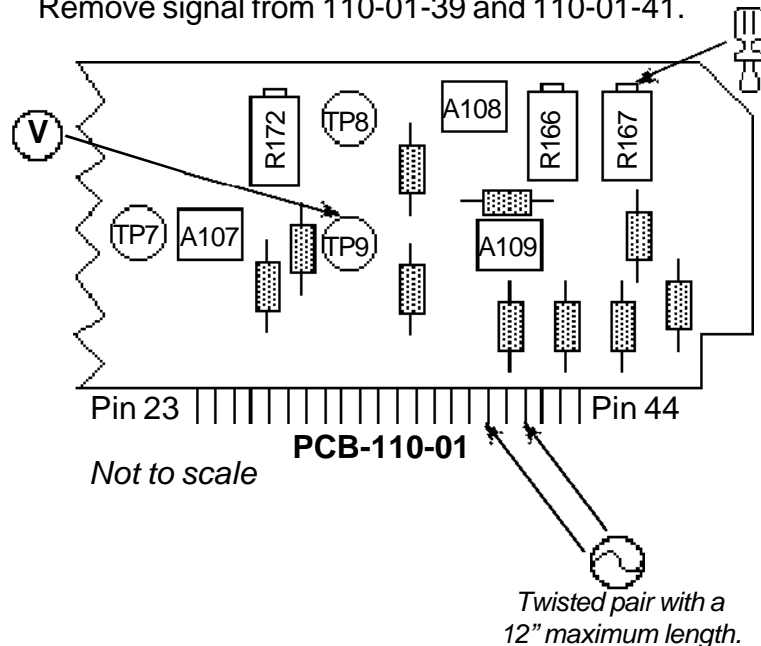 Remove signal from 110-01-39 and 110-01-41.
V
R172
TP8
A108
R166
R167
TP7
A107
TP9
A109
Pin 23
Pin 44
PCB-110-01
Not to scale
Twisted pair with a
12” maximum length.